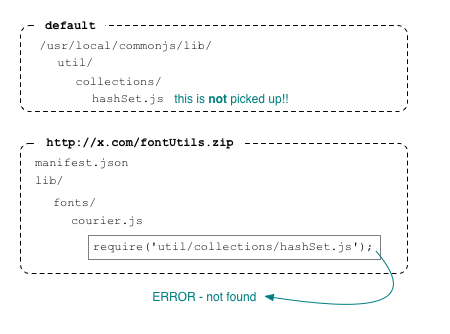 default
/usr/local/commonjs/lib/
util/
collections/
hashSet.js this is not picked up!!
http://x.com/fontUtils.zip
manifest.json
lib/
fonts/
courier.js
require('util/collections/hashSet.js');
ERROR - not found